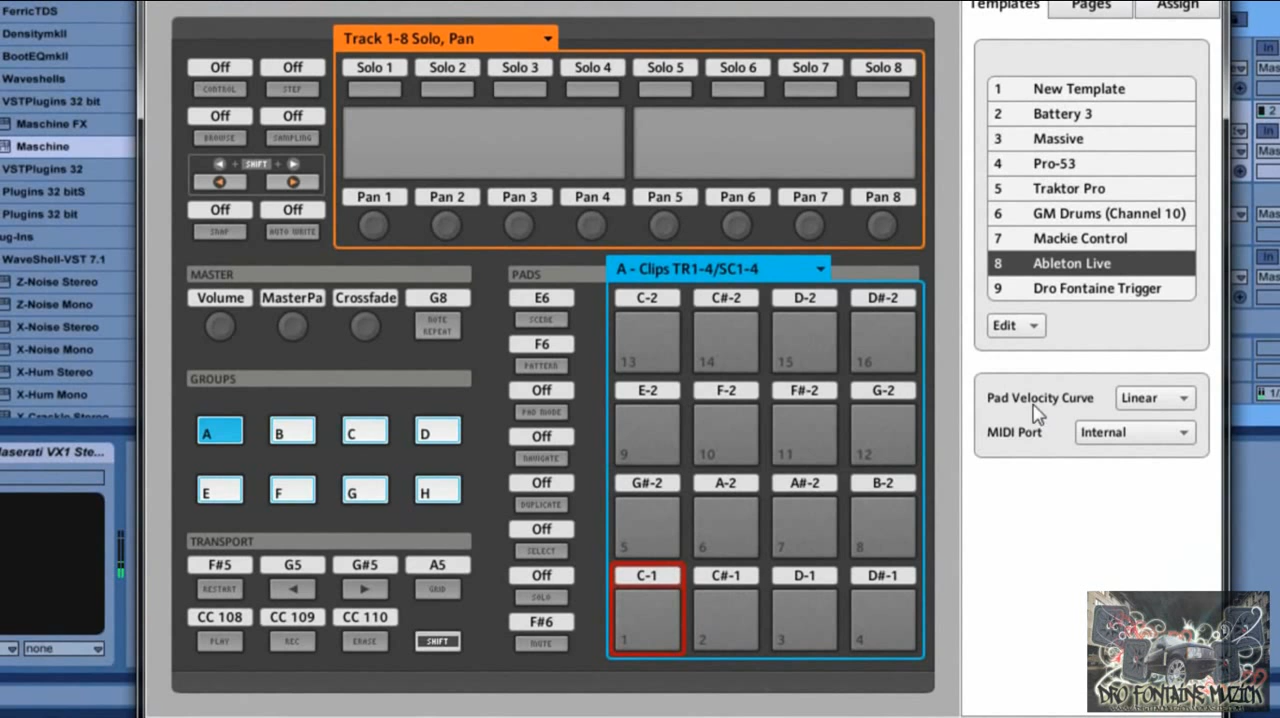 FerricTDS
Densitymkll
BootEQmkII
Waveshells
VSTPlugins 32 bit
Maschine FX
Maschine
VSTPlugins 32
Plugins 32 bitS
Plugins 32 bit
ug-Ins
WaveShell-VST 7.1
Z-Noise Stereo
Z-Noise Mono
X-Noise Stereo
X-Noise Mono
X-Hum Stereo
X-Hum Mono
X-Crackle Stereo
laserati VX1 Ste...
none
Track 1-8 Solo, Pan
Off Off Solo 1 Solo 2 Solo 3 Solo 4 Solo 5 Solo 6 Solo 7 Solo 8
CONTROL STEP
Off Off
BROWSE SAMPLING
+ SHIFT +
Off Off Pan 1 Pan 2 Pan 3 Pan 4 Pan 5 Pan 6 Pan 7 Pan 8
SNAP AUTO WRITE
MASTER
Volume MasterPa Crossfade G8
NOTE REPEAT
GROUPS
A B C D
E F G H
TRANSPORT
F#5 G5 G#5 A5
RESTART GRID
CC 108 CC 109 CC 110
PLAY REC ERASE SHIFT
PADS
E6
SCENE
F6
PATTERN
Off
PAD MODE
Off
NAVIGATE
Off
DUPLICATE
Off
SELECT
Off
SOLO
F#6
MUTE
A - Clips TR1-4/SC1-4
C-2 C#-2 D-2 D#-2
13 14 15 16
E-2 F-2 F#-2 G-2
9 10 11 12
G#-2 A-2 A#-2 B-2
5 6 7 8
C-1 C#-1 D-1 D#-1
1 2 3 4
Templates Pages Assign
1 New Template
2 Battery 3
3 Massive
4 Pro-53
5 Traktor Pro
6 GM Drums (Channel 10)
7 Mackie Control
8 Ableton Live
9 Dro Fontaine Trigger
Edit
Pad Velocity Curve Linear
MIDI Port Internal
In
Mas
2
In
Mas
In
Mas
1/
DRO FONTAINE MUZICK